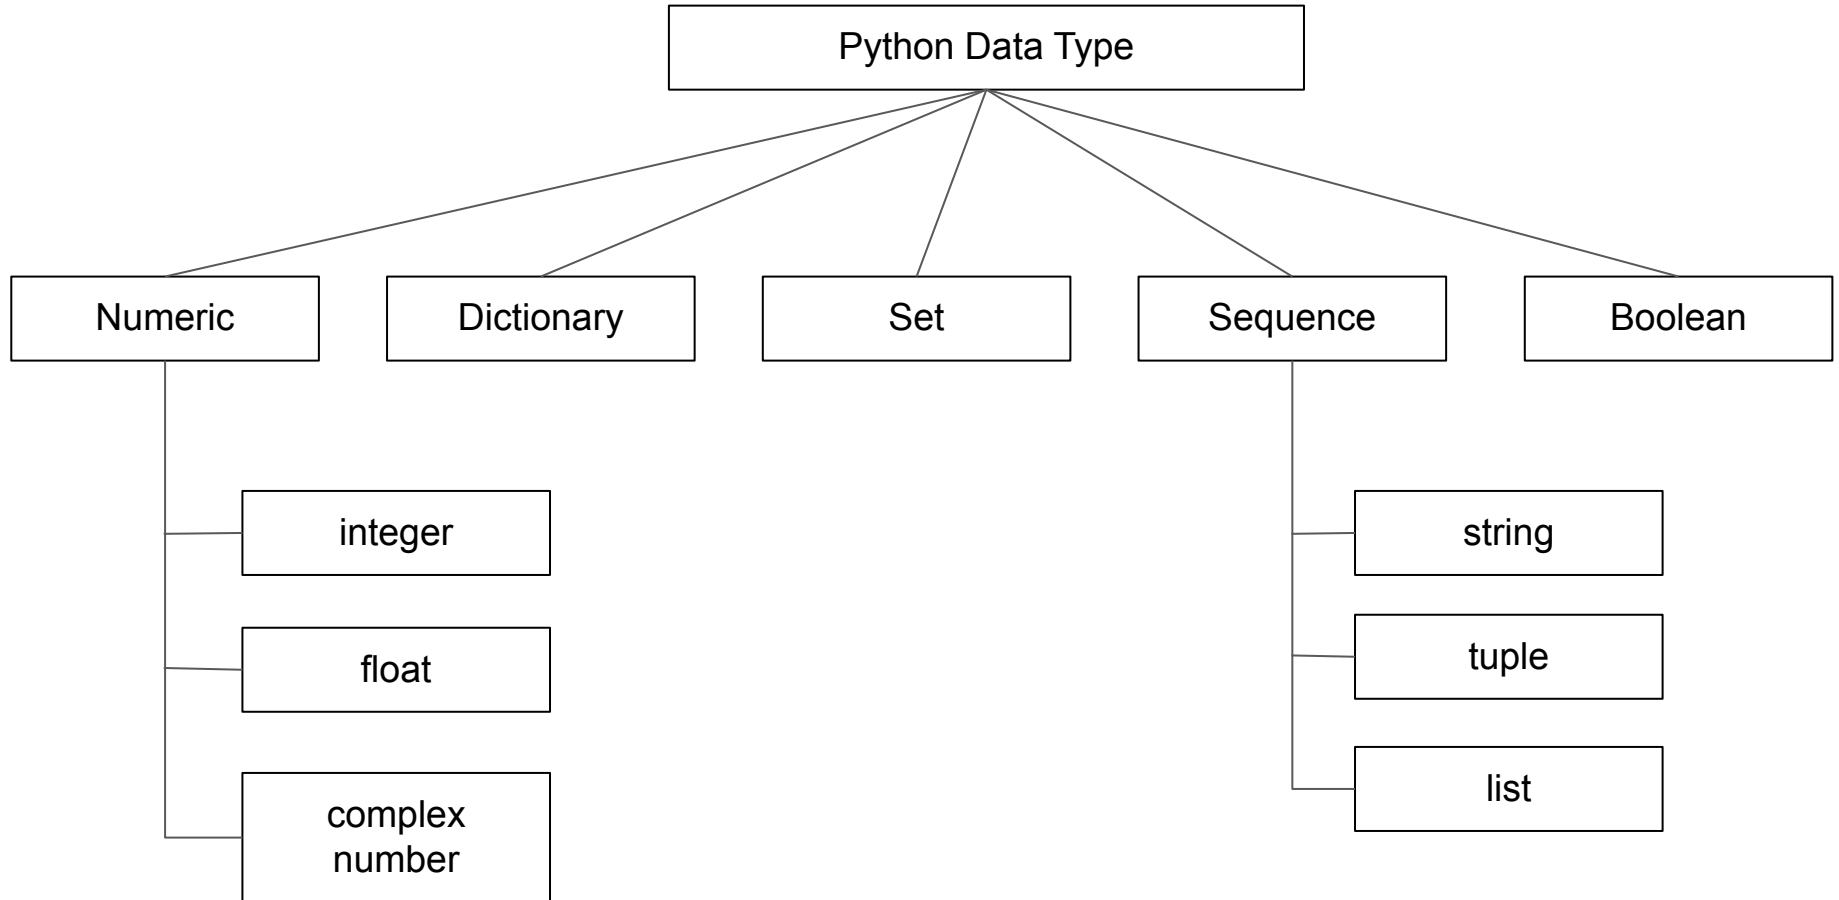 Python Data Type
Numeric
Dictionary
Set
Sequence
Boolean
integer
float
complex
number
string
tuple
list